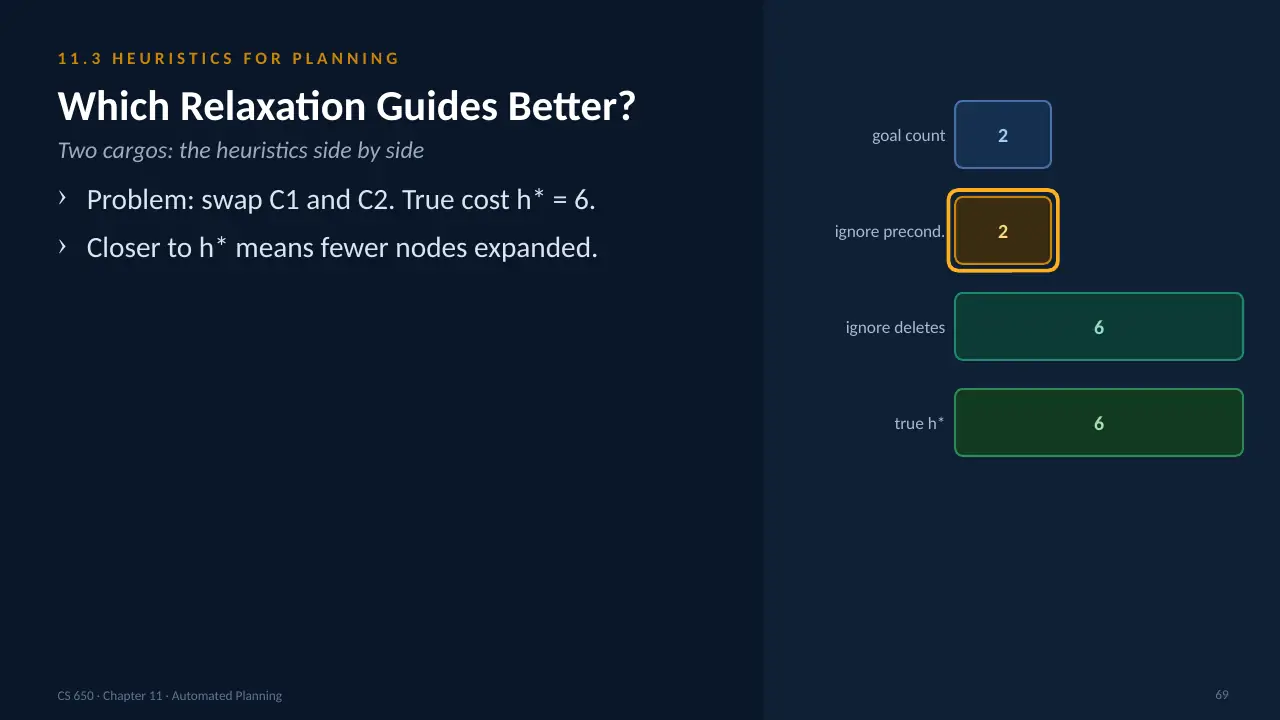 11.3 HEURISTICS FOR PLANNING
Which Relaxation Guides Better?
Two cargos: the heuristics side by side
› Problem: swap C1 and C2. True cost h* = 6.
› Closer to h* means fewer nodes expanded.
goal count 2
ignore precond. 2
ignore deletes 6
true h* 6
CS 650 · Chapter 11 · Automated Planning
69